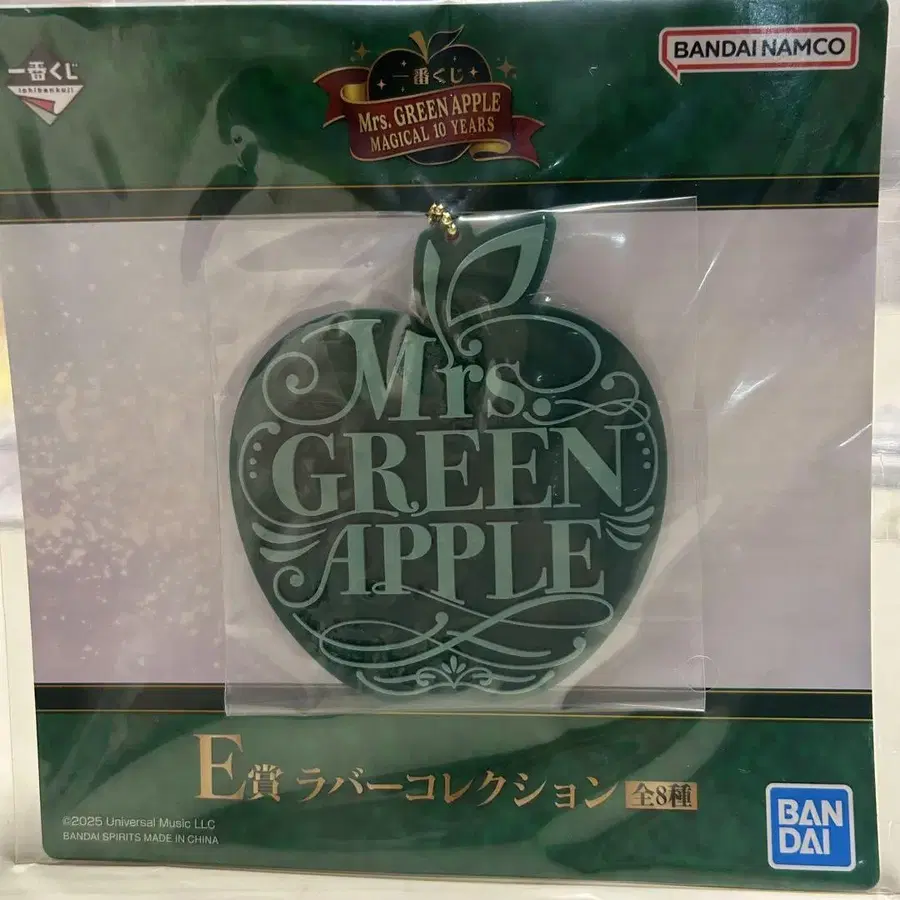 一番くじ
ichibankuji
一番くじ
Mrs. GREEN APPLE
MAGICAL 10 YEARS
BANDAI NAMCO
Mrs.
GREEN
APPLE
E賞 ラバーコレクション 全8種
©2025 Universal Music LLC
BANDAI SPIRITS MADE IN CHINA
BAN
DAI